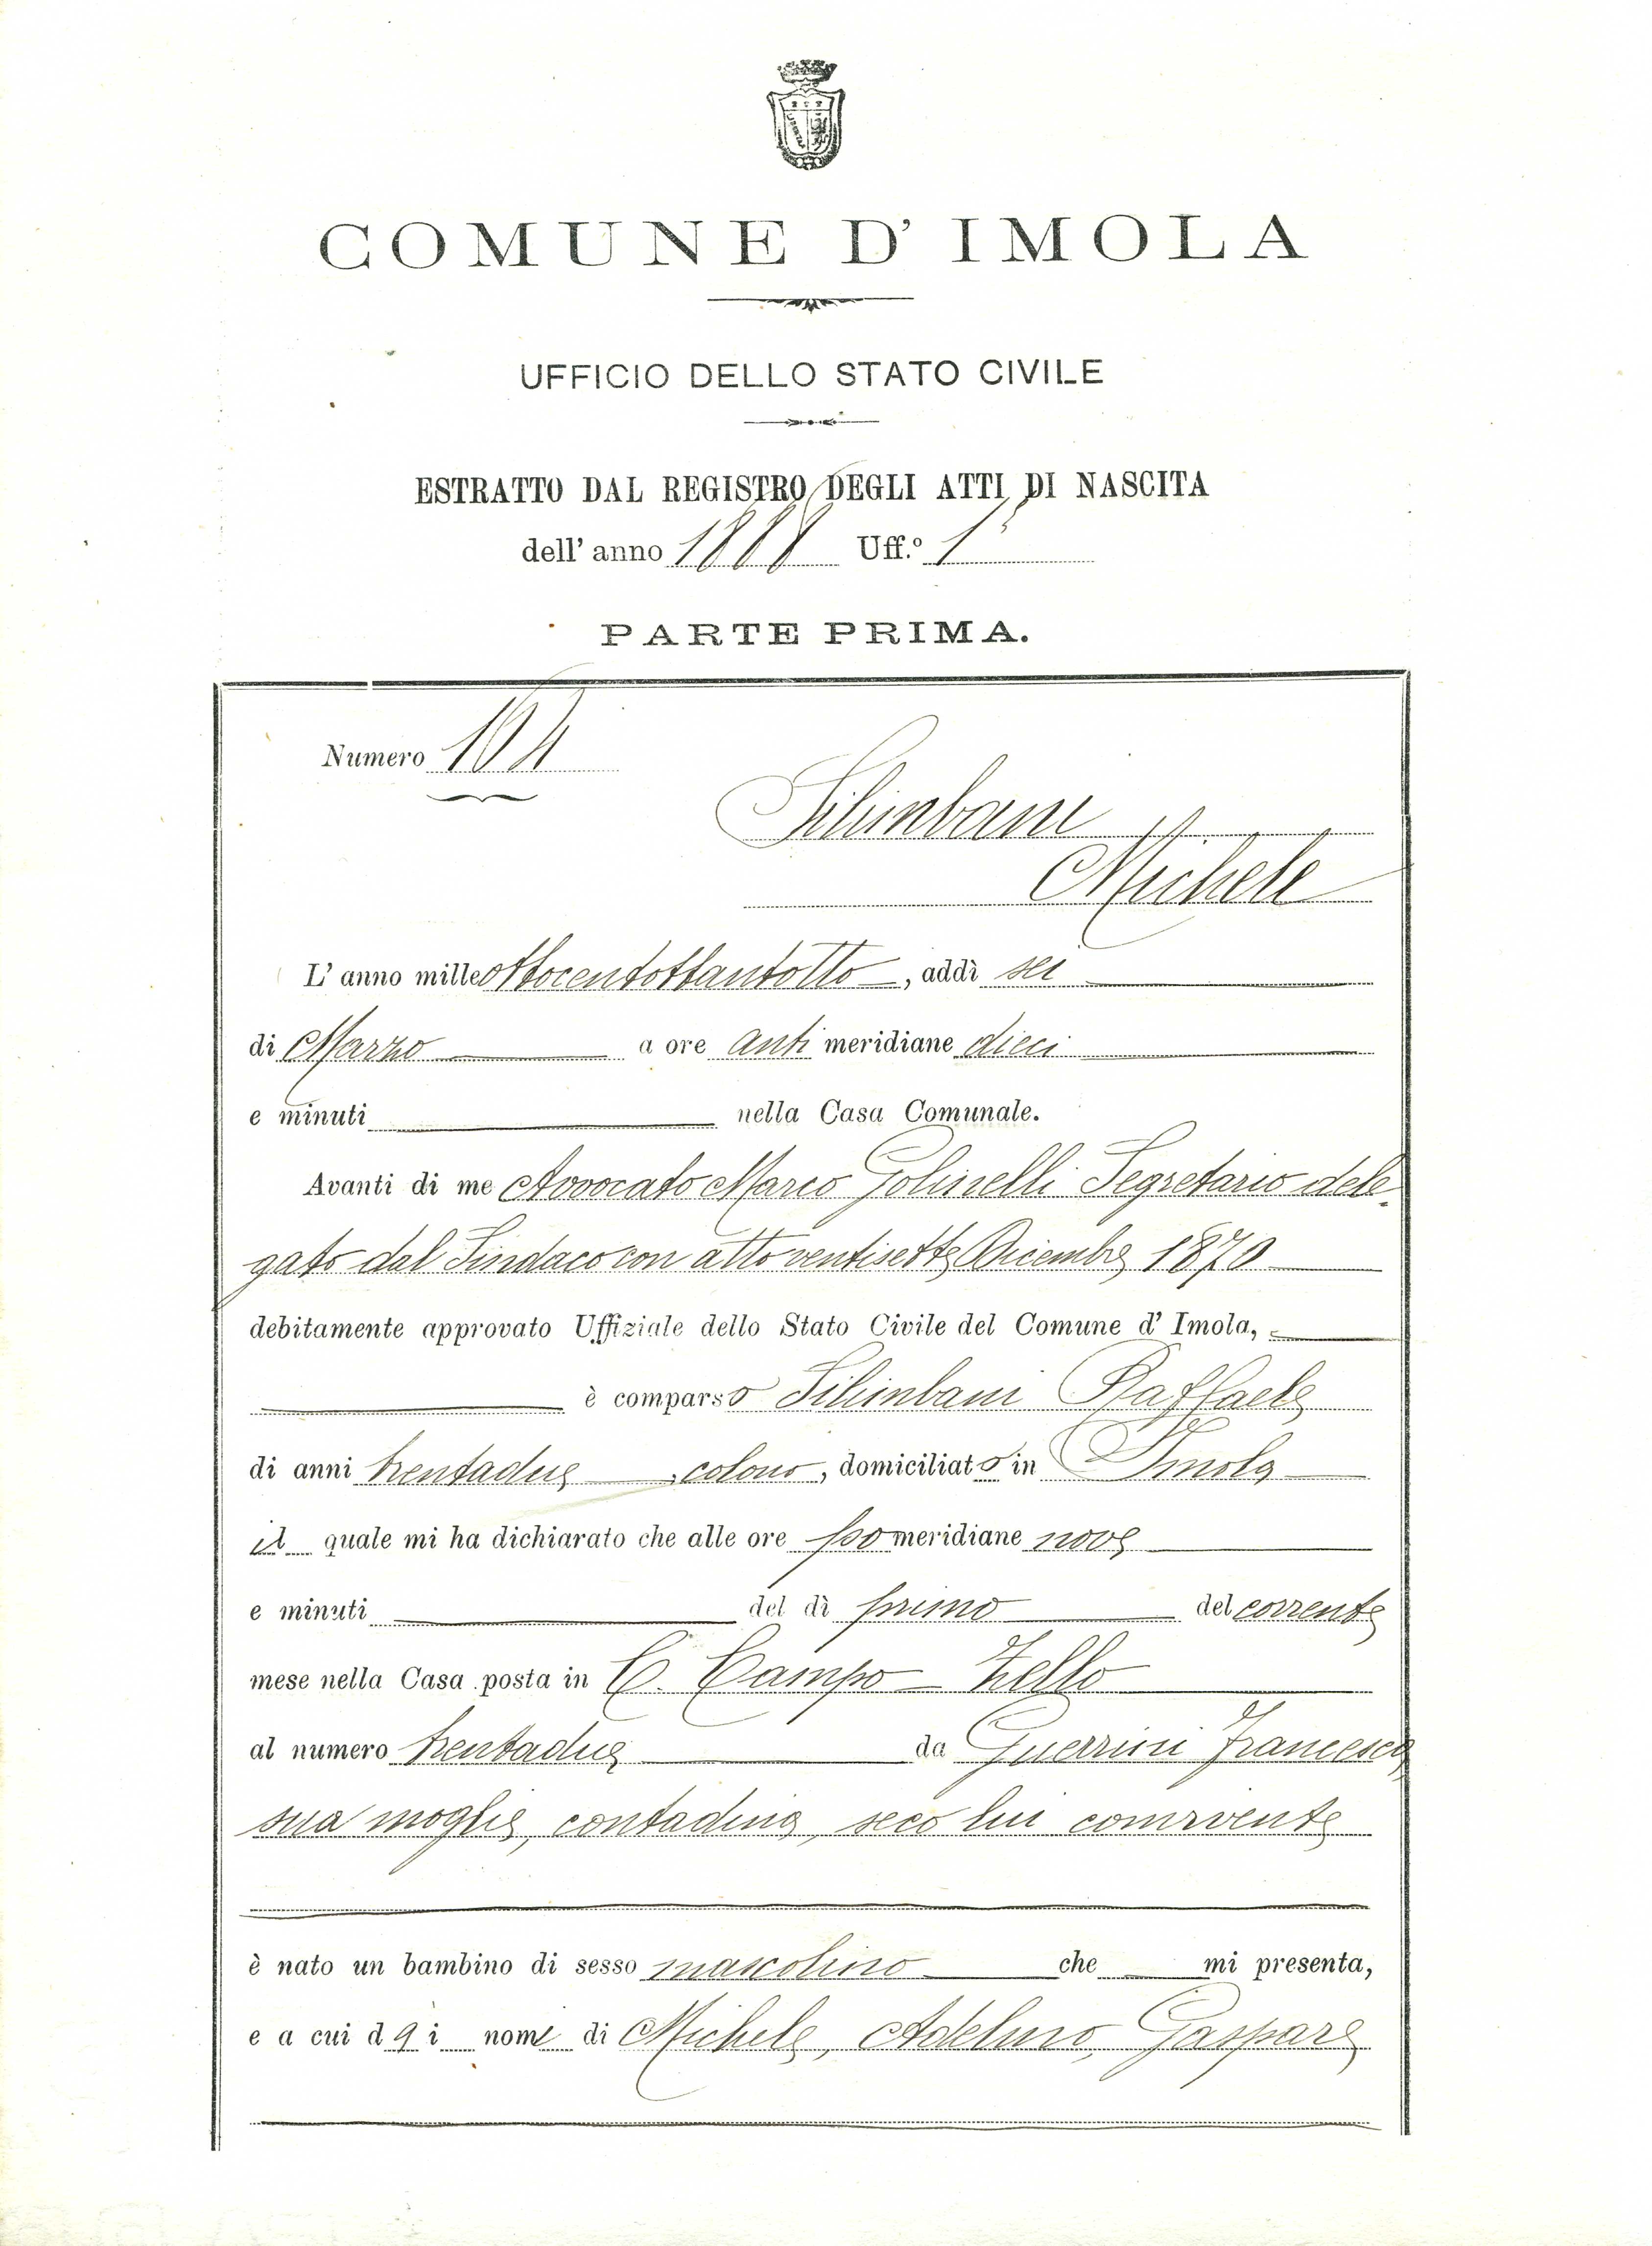 COMUNE D' IMOLA
UFFICIO DELLO STATO CIVILE
ESTRATTO DAL REGISTRO DEGLI ATTI DI NASCITA
dell' anno 1888 Uff.º 1º
PARTE PRIMA.
Numero 164
Filimbani
Michele
L' anno mille ottocentottantotto, addì sei
di Marzo a ore anti meridiane dieci
e minuti nella Casa Comunale.
Avanti di me Avvocato Marco Golinelli Segretario dele-
gato dal Sindaco con atto ventisette Dicembre 1870
debitamente approvato Uffiziale dello Stato Civile del Comune d' Imola,
è comparso Filimbani Raffaele
di anni trentadue, colono, domiciliato in Imola
il quale mi ha dichiarato che alle ore po meridiane nove
e minuti del dì primo del corrente
mese nella Casa posta in C. Campo Zello
al numero trentadue da Guerrini Francesca
sua moglie, contadina, seco lui convivente
è nato un bambino di sesso mascolino che mi presenta,
e a cui dà i nomi di Michele, Adelmo, Gaspare